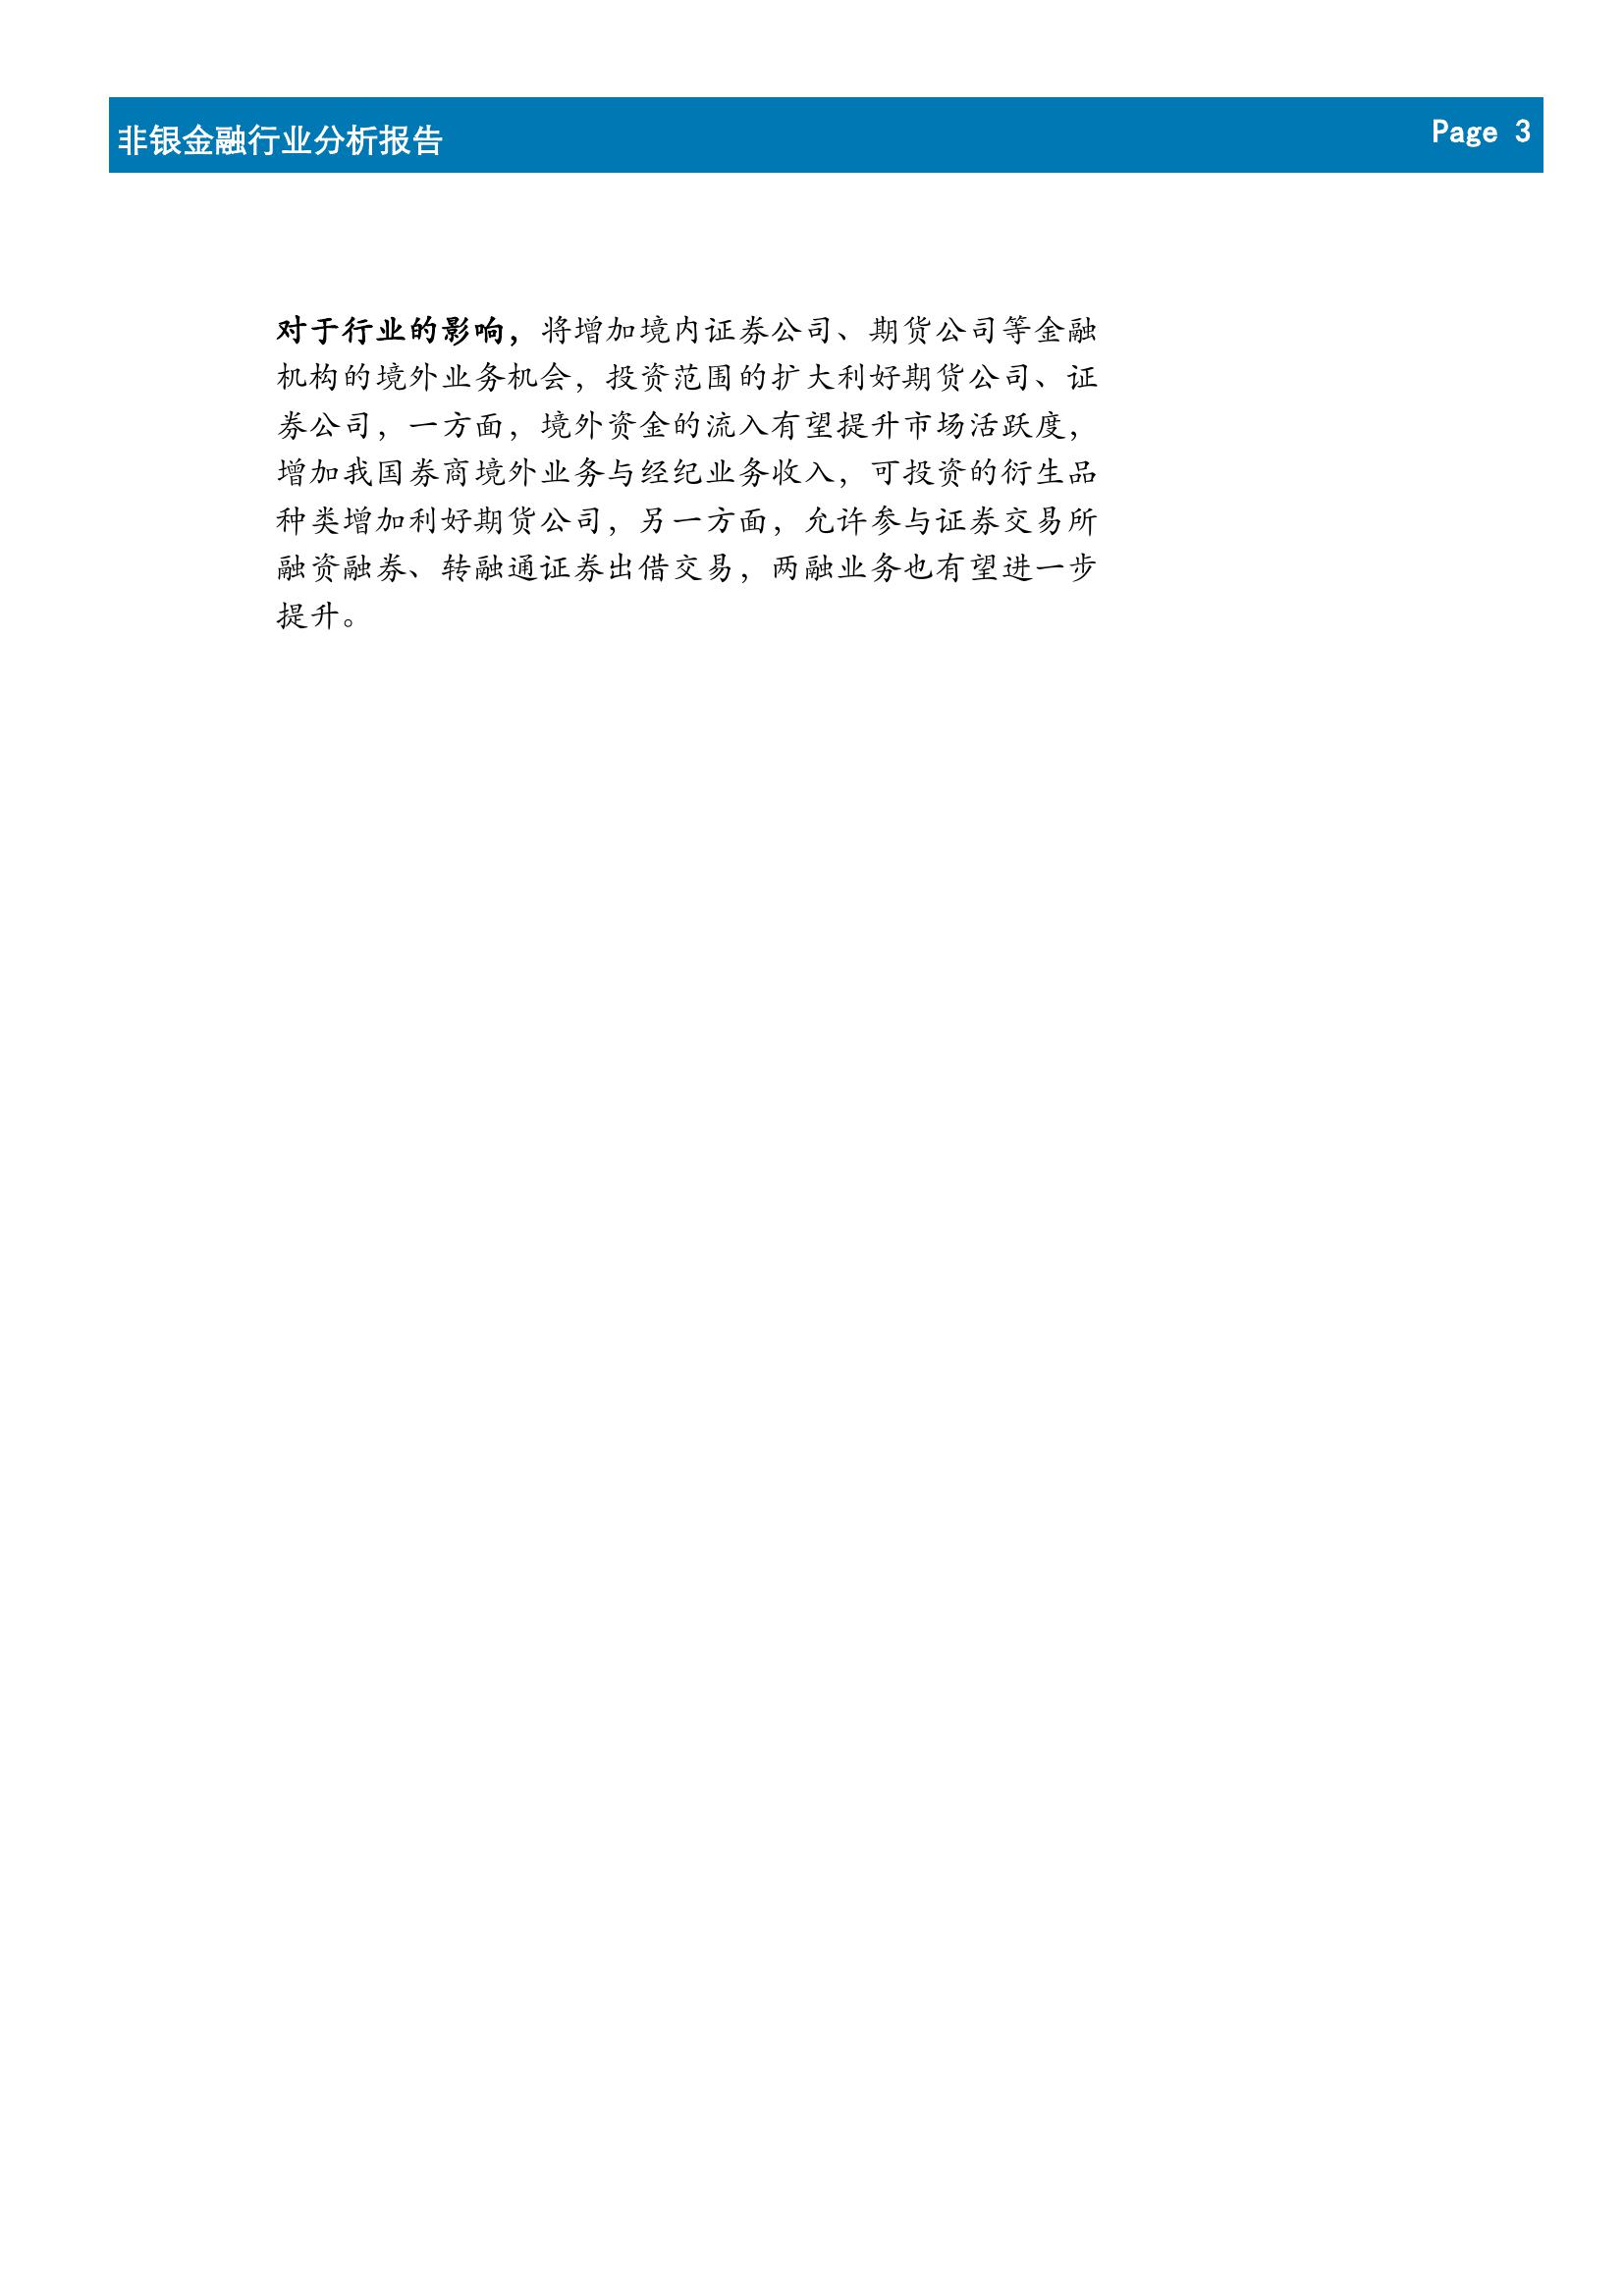 非银金融行业分析报告
Page 3
对于行业的影响，将增加境内证券公司、期货公司等金融
机构的境外业务机会，投资范围的扩大利好期货公司、证
券公司，一方面，境外资金的流入有望提升市场活跃度，
增加我国券商境外业务与经纪业务收入，可投资的衍生品
种类增加利好期货公司，另一方面，允许参与证券交易所
融资融券、转融通证券出借交易，两融业务也有望进一步
提升。